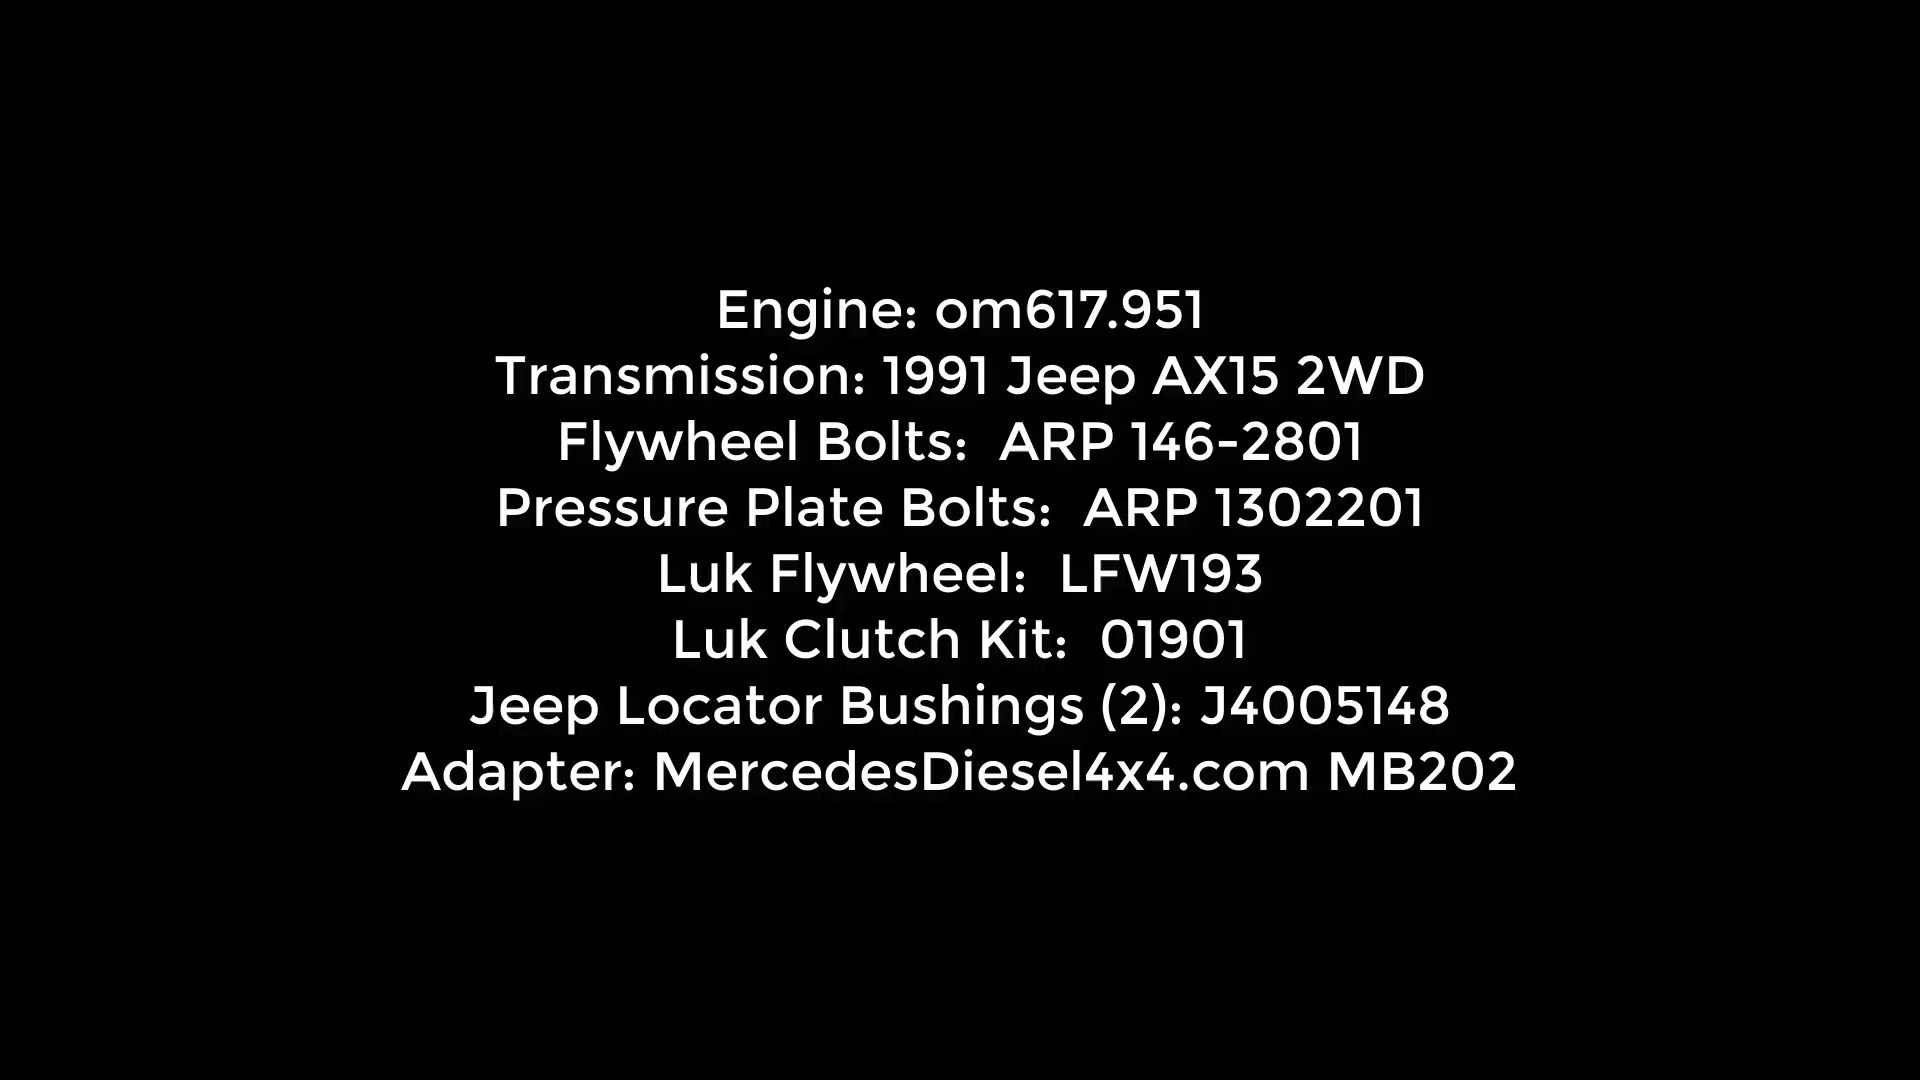 Engine: om617.951
Transmission: 1991 Jeep AX15 2WD
Flywheel Bolts:  ARP 146-2801
Pressure Plate Bolts:  ARP 1302201
Luk Flywheel:  LFW193
Luk Clutch Kit:  01901
Jeep Locator Bushings (2): J4005148
Adapter: MercedesDiesel4x4.com MB202